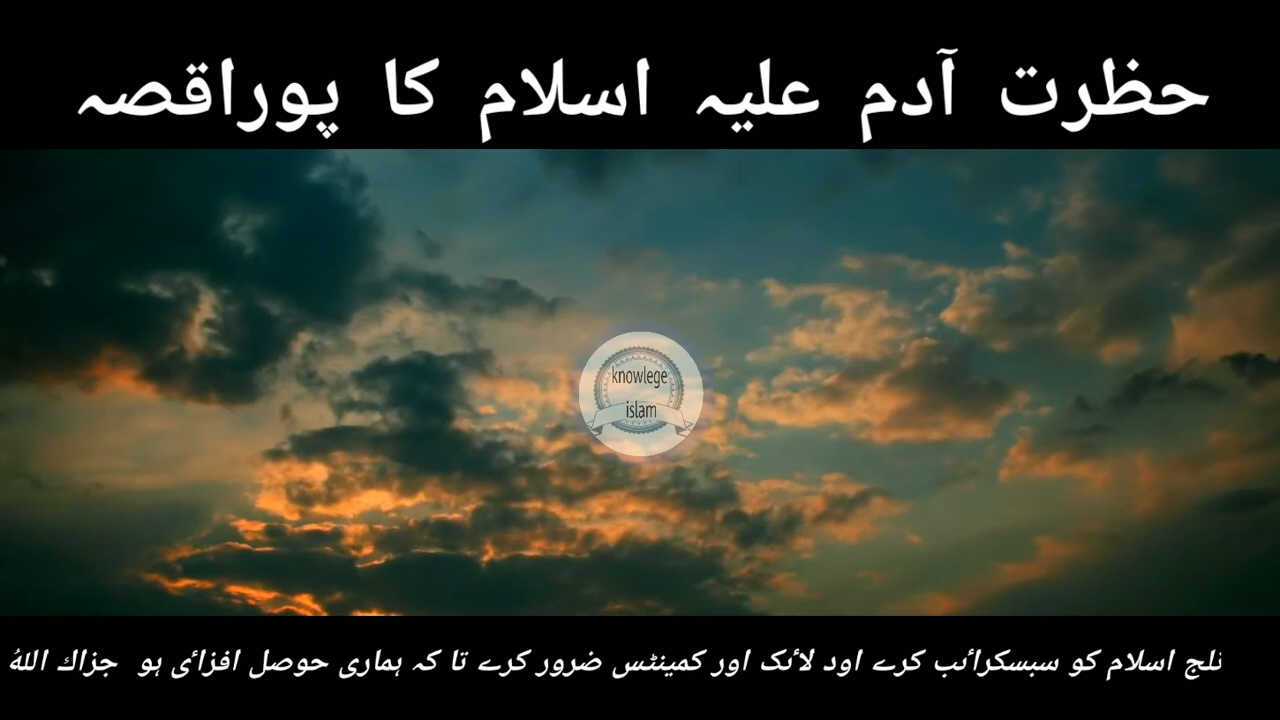 حظرت آدم علیہ اسلام کا پوراقصہ
knowlege
islam
لج اسلام کو سبسکرائب کرے اود لائک اور کمینٹس ضرور کرے تا کہ ہماری حوصل افزائی ہو جزاك اللهُ